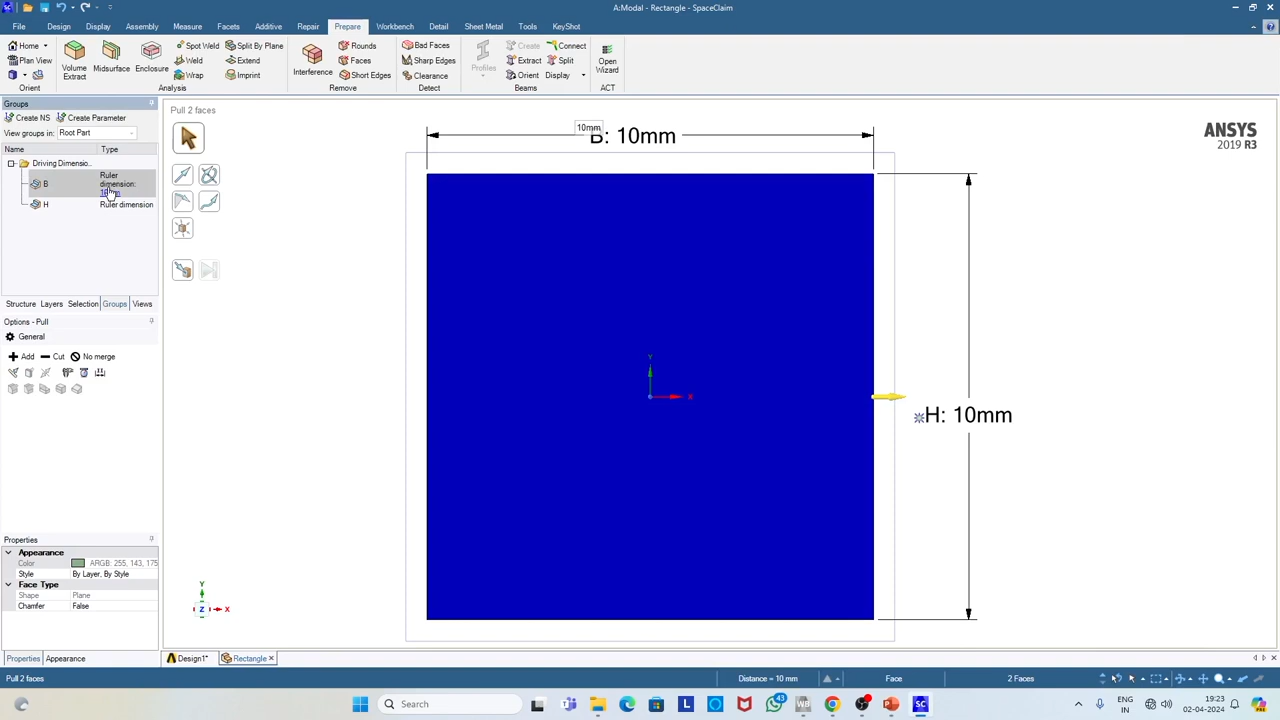 A:Modal - Rectangle - SpaceClaim
File Design Display Assembly Measure Facets Additive Repair Prepare Workbench Detail Sheet Metal Tools KeyShot
Home
Plan View
Orient
Volume Extract
Midsurface
Enclosure
Spot Weld
Weld
Wrap
Split By Plane
Extend
Imprint
Analysis
Interference
Rounds
Faces
Short Edges
Remove
Bad Faces
Sharp Edges
Clearance
Detect
Profiles
Create
Extract
Orient
Connect
Split
Display
Beams
Open Wizard
ACT
Groups
Create NS Create Parameter
View groups in: Root Part
Name Type
Driving Dimensio...
B Ruler dimension:
H Ruler dimension
Structure Layers Selection Groups Views
Options - Pull
General
Add Cut No merge
Properties
Appearance
Color ARGB: 255, 143, 175
Style By Layer, By Style
Face Type
Shape Plane
Chamfer False
Properties Appearance
Pull 2 faces
10mm
B: 10mm
H: 10mm
Y
X
Y
Z X
ANSYS
2019 R3
Design1* Rectangle
Pull 2 faces Distance = 10 mm Face 2 Faces
Search
43
WB
SC
ENG
IN
19:23
02-04-2024